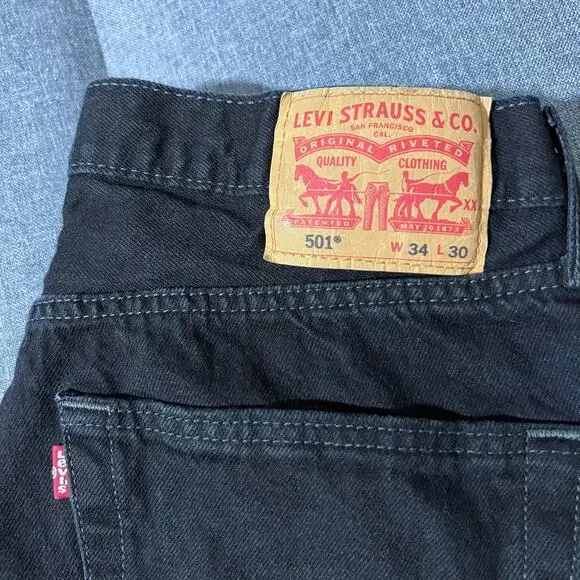 LEVI STRAUSS & CO.
SAN FRANCISCO
CAL.
ORIGINAL RIVETED
QUALITY CLOTHING
XX
PATENTED MAY 20 1873
501® W 34 L 30
Levi's